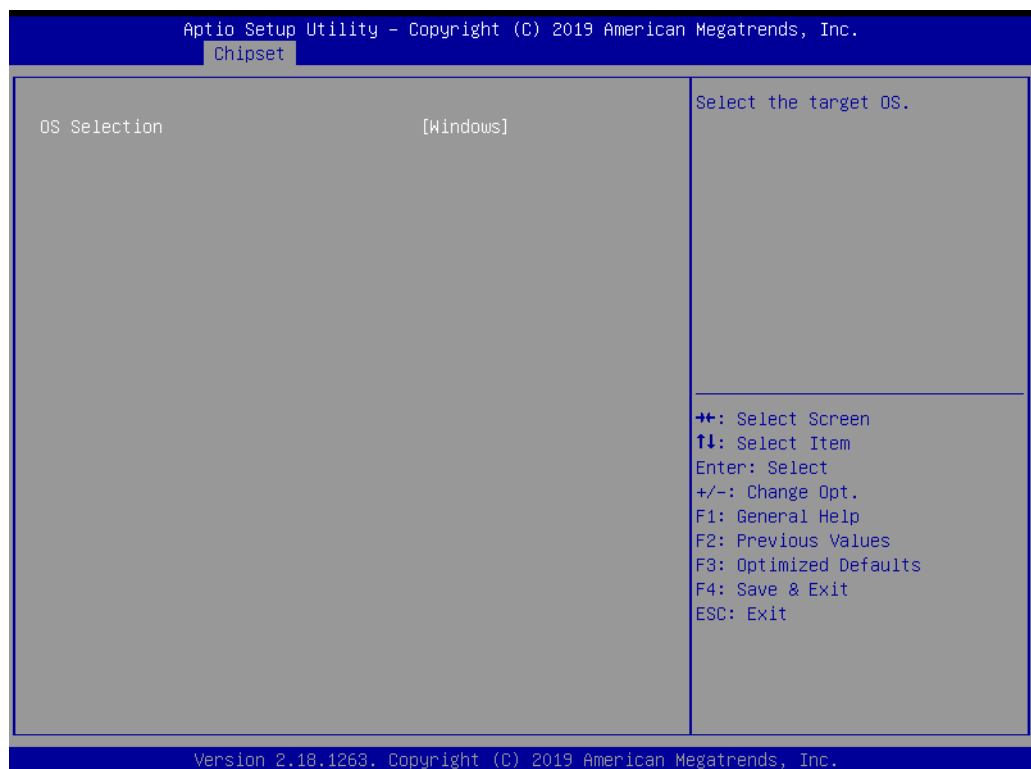 Aptio Setup Utility – Copyright (C) 2019 American Megatrends, Inc.
Chipset
OS Selection [Windows]
Select the target OS.
→←: Select Screen
↑↓: Select Item
Enter: Select
+/-: Change Opt.
F1: General Help
F2: Previous Values
F3: Optimized Defaults
F4: Save & Exit
ESC: Exit
Version 2.18.1263. Copyright (C) 2019 American Megatrends, Inc.